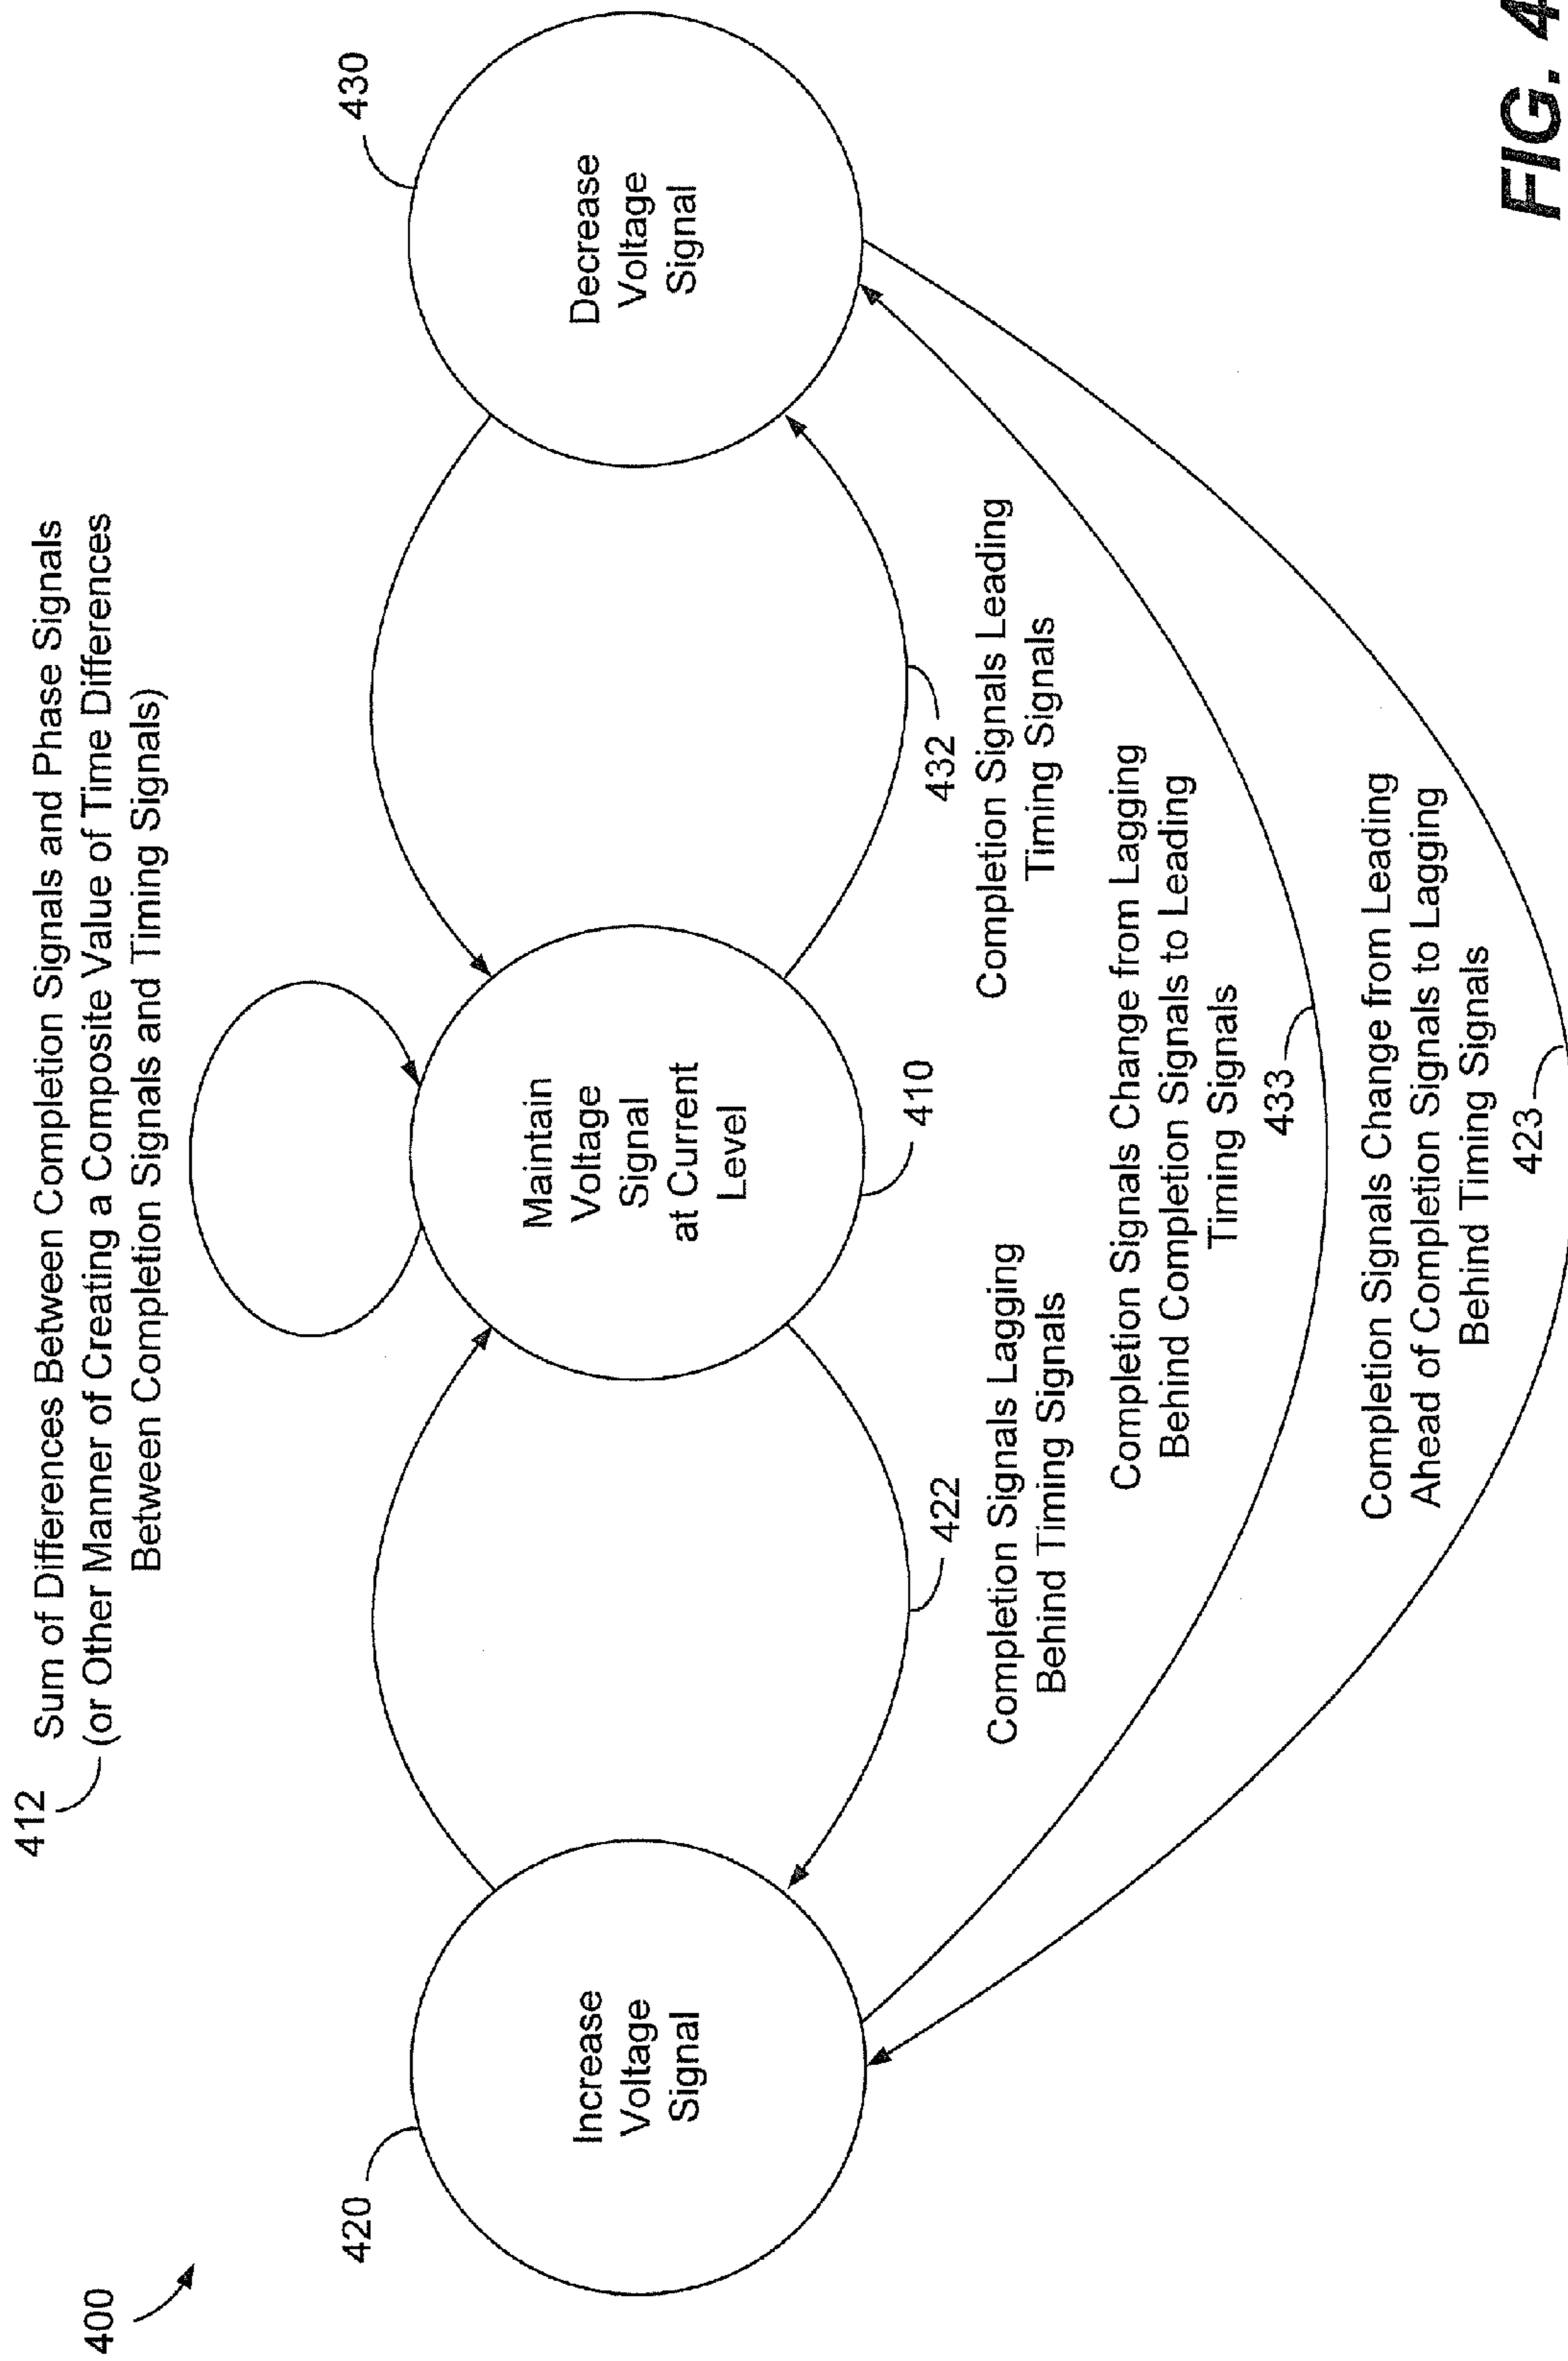 400
412
Sum of Differences Between Completion Signals and Phase Signals
(or Other Manner of Creating a Composite Value of Time Differences
Between Completion Signals and Timing Signals)
420
Increase
Voltage
Signal
Maintain
Voltage
Signal
at Current
Level
410
430
Decrease
Voltage
Signal
422
Completion Signals Lagging
Behind Timing Signals
432
Completion Signals Leading
Timing Signals
Completion Signals Change from Lagging
Behind Completion Signals to Leading
Timing Signals
433
Completion Signals Change from Leading
Ahead of Completion Signals to Lagging
Behind Timing Signals
423
FIG. 4